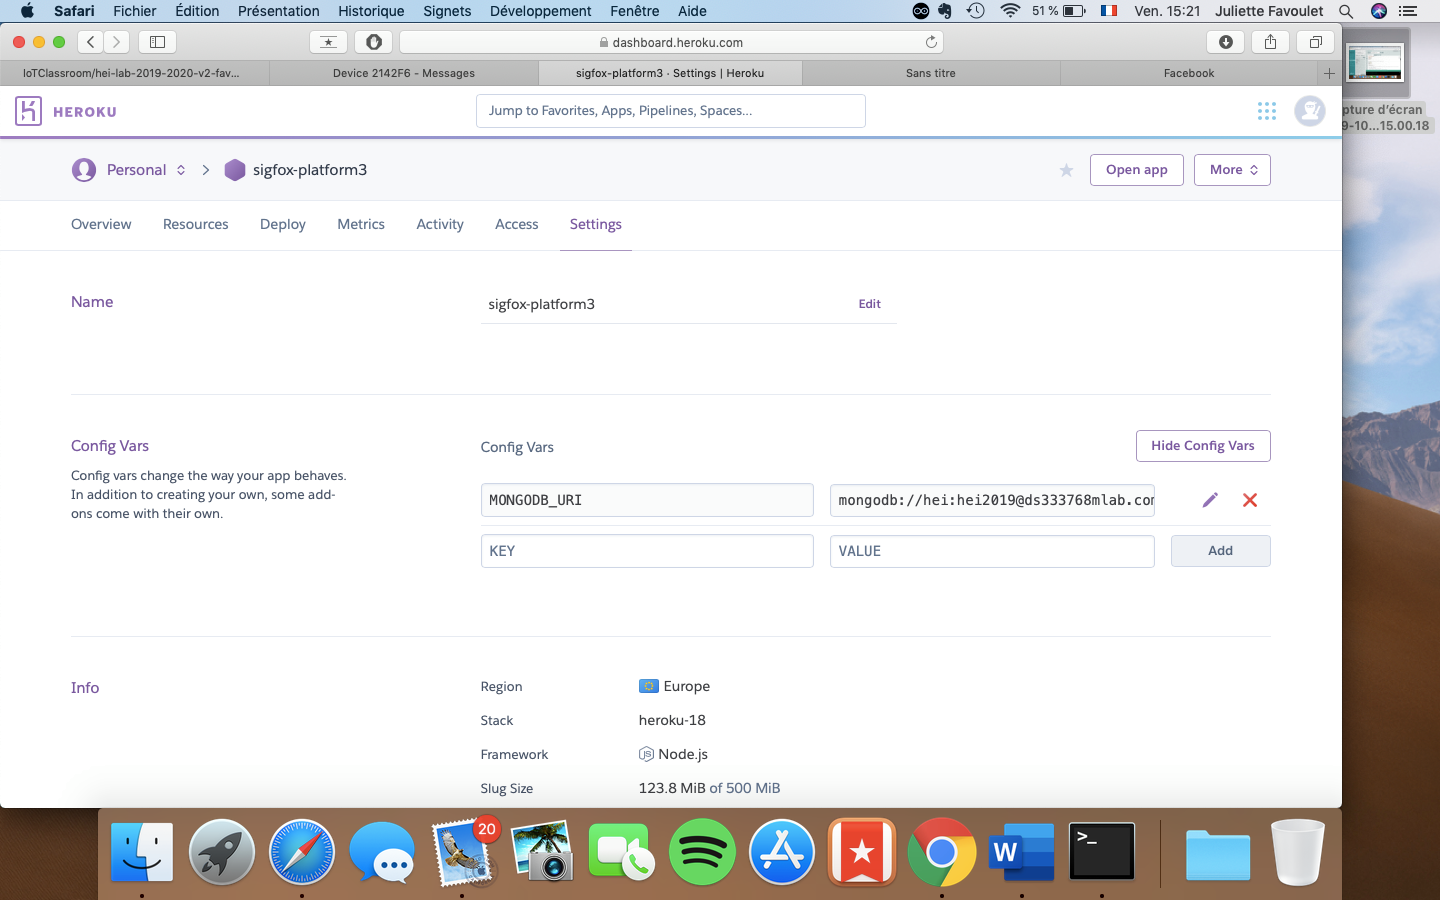 Safari Fichier Édition Présentation Historique Signets Développement Fenêtre Aide 51 % Ven. 15:21 Juliette Favoulet
dashboard.heroku.com
IoTClassroom/hei-lab-2019-2020-v2-fav... Device 2142F6 - Messages sigfox-platform3 · Settings | Heroku Sans titre Facebook
HEROKU Jump to Favorites, Apps, Pipelines, Spaces...
pture d'écran
9-10...15.00.18
Personal > sigfox-platform3 Open app More
Overview Resources Deploy Metrics Activity Access Settings
Name sigfox-platform3 Edit
Config Vars Config Vars Hide Config Vars
Config vars change the way your app behaves.
In addition to creating your own, some add-
ons come with their own.
MONGODB_URI mongodb://hei:hei2019@ds333768mlab.com
KEY VALUE Add
Info Region Europe
Stack heroku-18
Framework Node.js
Slug Size 123.8 MiB of 500 MiB
20
W
>_